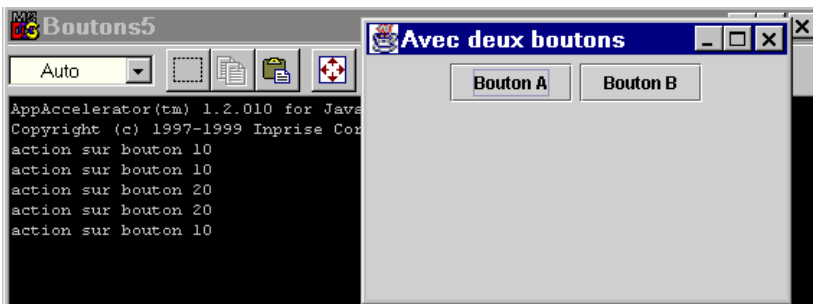 Boutons5
Auto
AppAccelerator(tm) 1.2.010 for Java
Copyright (c) 1997-1999 Inprise Cor
action sur bouton 10
action sur bouton 10
action sur bouton 20
action sur bouton 20
action sur bouton 10
Avec deux boutons
Bouton A
Bouton B